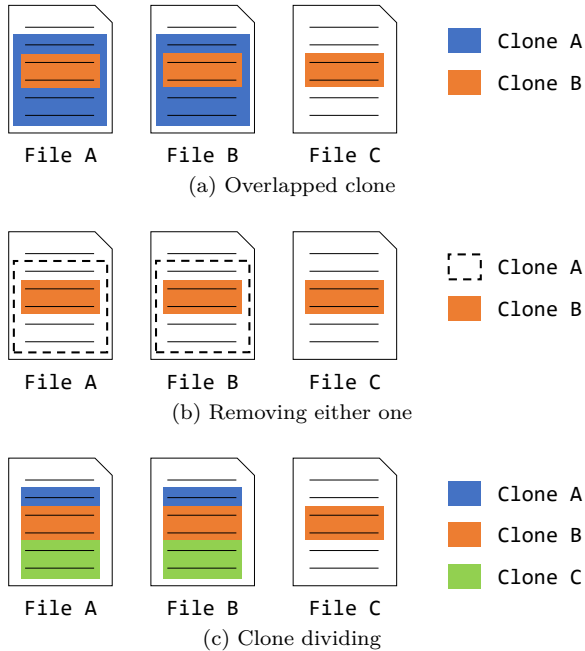 Clone A
Clone B
File A File B File C
(a) Overlapped clone
Clone A
Clone B
File A File B File C
(b) Removing either one
Clone A
Clone B
Clone C
File A File B File C
(c) Clone dividing